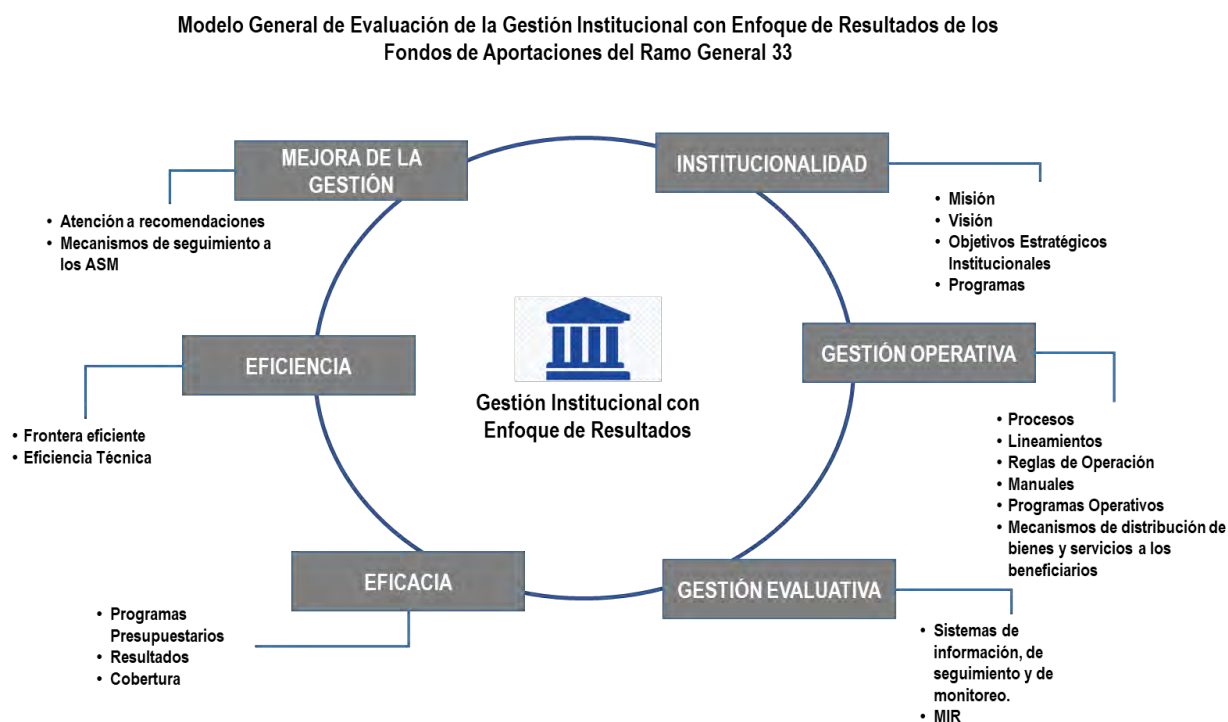 Modelo General de Evaluación de la Gestión Institucional con Enfoque de Resultados de los
Fondos de Aportaciones del Ramo General 33
MEJORA DE LA
GESTIÓN
• Atención a recomendaciones
• Mecanismos de seguimiento a
los ASM
INSTITUCIONALIDAD
• Misión
• Visión
• Objetivos Estratégicos
Institucionales
• Programas
EFICIENCIA
• Frontera eficiente
• Eficiencia Técnica
Gestión Institucional con
Enfoque de Resultados
GESTIÓN OPERATIVA
• Procesos
• Lineamientos
• Reglas de Operación
• Manuales
• Programas Operativos
• Mecanismos de distribución de
bienes y servicios a los
beneficiarios
EFICACIA
• Programas
Presupuestarios
• Resultados
• Cobertura
GESTIÓN EVALUATIVA
• Sistemas de
información, de
seguimiento y de
monitoreo.
• MIR